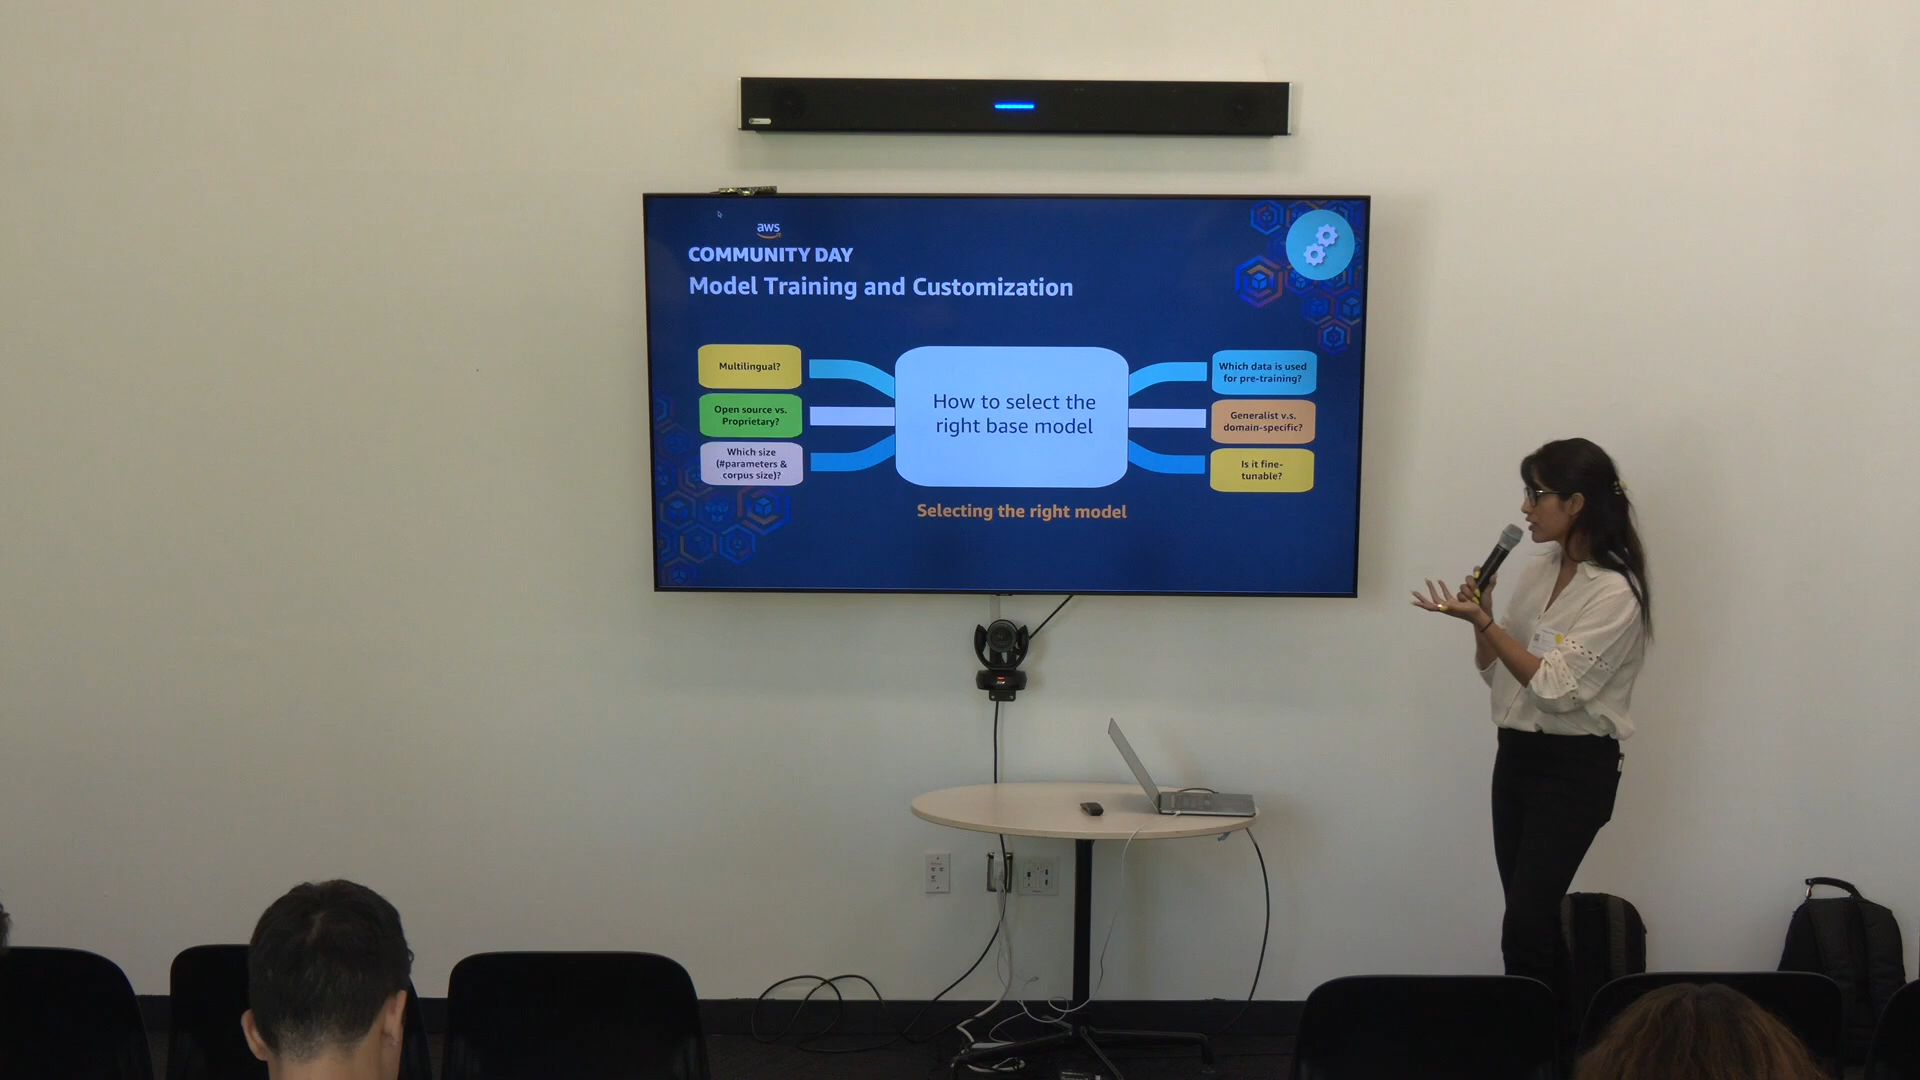 aws
COMMUNITY DAY
Model Training and Customization
Multilingual?
Open source vs.
Proprietary?
Which size
(#parameters &
corpus size)?
How to select the
right base model
Which data is used
for pre-training?
Generalist v.s.
domain-specific?
Is it fine-
tunable?
Selecting the right model